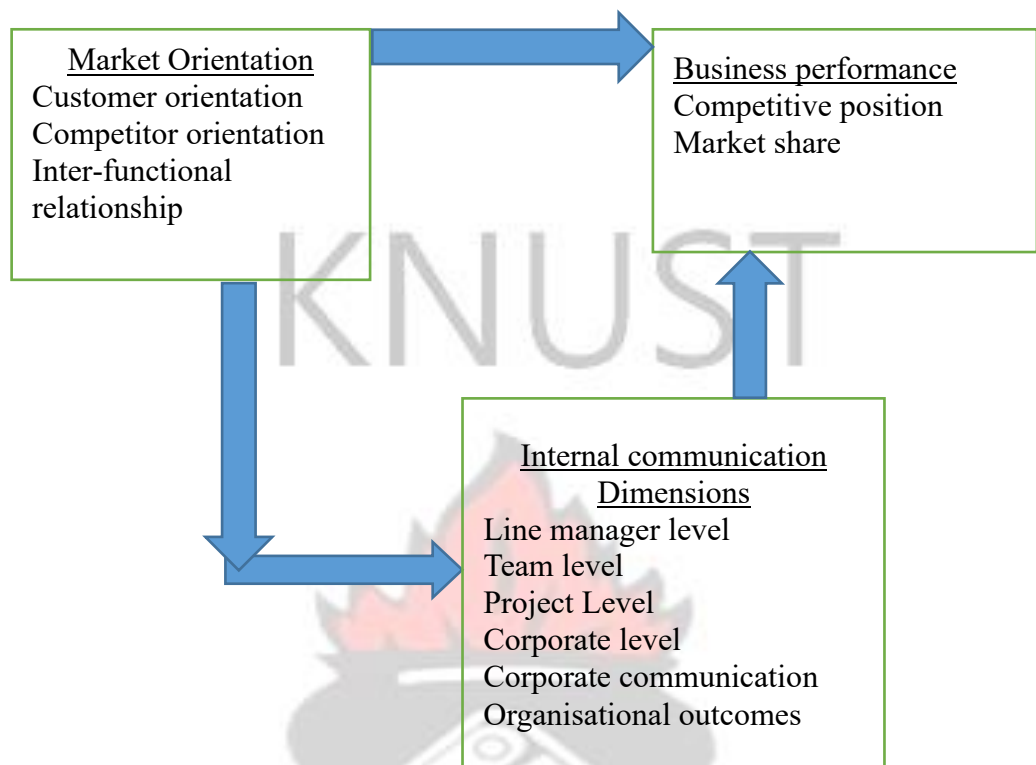 Market Orientation
Customer orientation
Competitor orientation
Inter-functional
relationship
Business performance
Competitive position
Market share
KNUST
Internal communication
Dimensions
Line manager level
Team level
Project Level
Corporate level
Corporate communication
Organisational outcomes